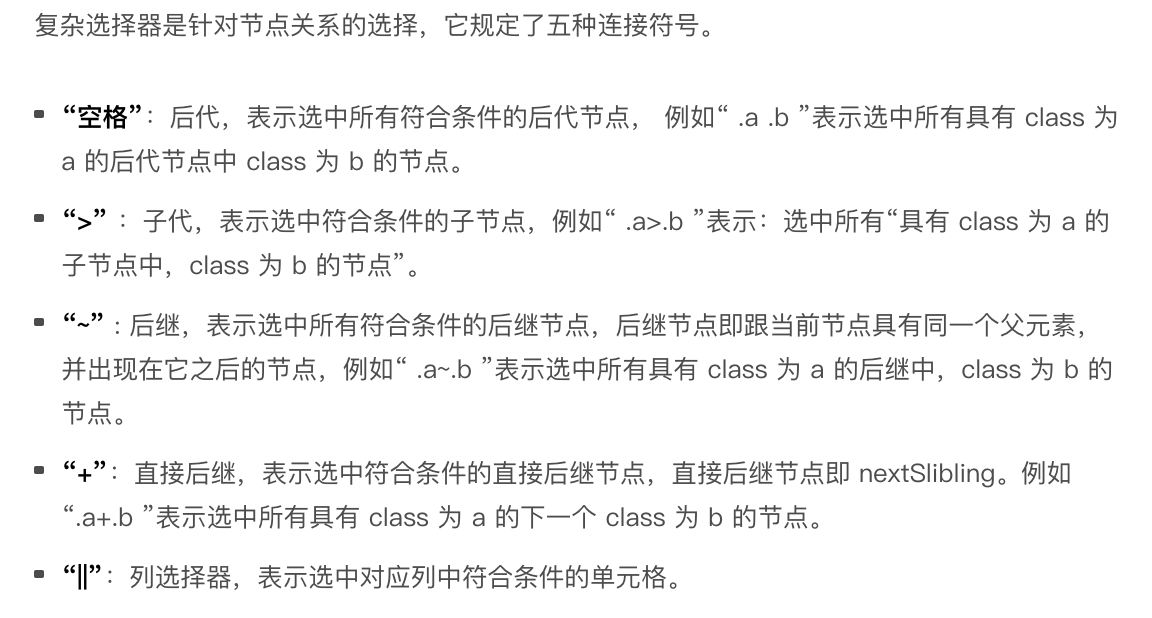 复杂选择器是针对节点关系的选择，它规定了五种连接符号。
“空格”：后代，表示选中所有符合条件的后代节点， 例如“ .a .b ”表示选中所有具有 class 为
a 的后代节点中 class 为 b 的节点。
“>” ：子代，表示选中符合条件的子节点，例如“ .a>.b ”表示：选中所有“具有 class 为 a 的
子节点中，class 为 b 的节点”。
“~” : 后继，表示选中所有符合条件的后继节点，后继节点即跟当前节点具有同一个父元素，
并出现在它之后的节点，例如“ .a~.b ”表示选中所有具有 class 为 a 的后继中，class 为 b 的
节点。
“+”：直接后继，表示选中符合条件的直接后继节点，直接后继节点即 nextSlibling。例如
“.a+.b ”表示选中所有具有 class 为 a 的下一个 class 为 b 的节点。
“||”：列选择器，表示选中对应列中符合条件的单元格。